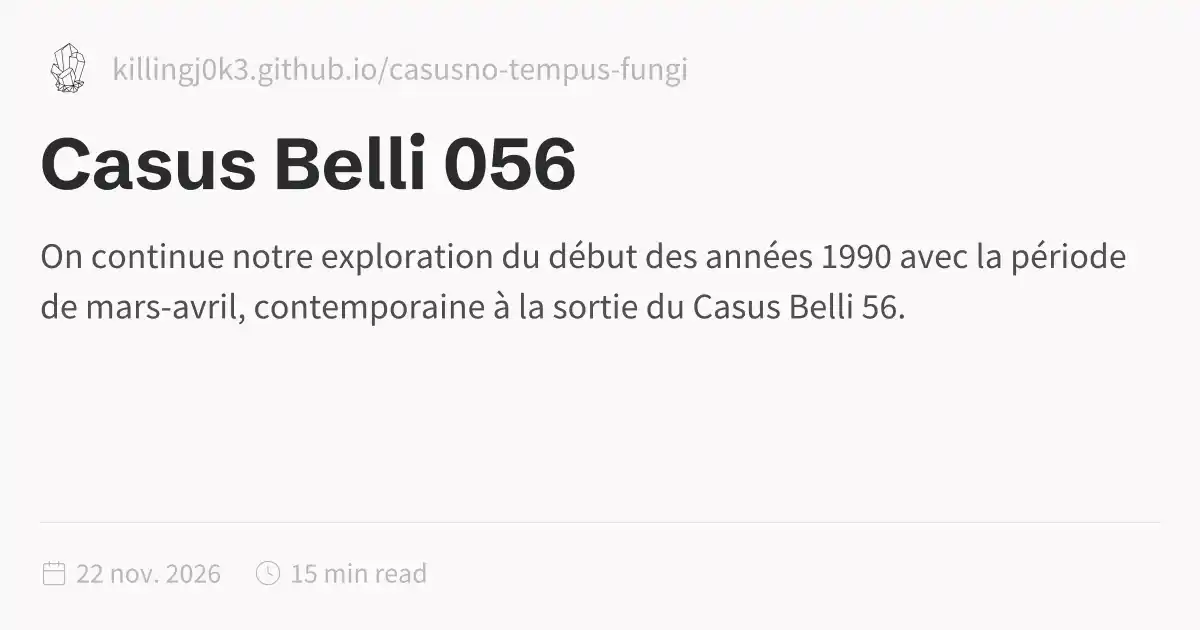 killingj0k3.github.io/casusno-tempus-fungi
Casus Belli 056
On continue notre exploration du début des années 1990 avec la période
de mars-avril, contemporaine à la sortie du Casus Belli 56.
22 nov. 2026 15 min read